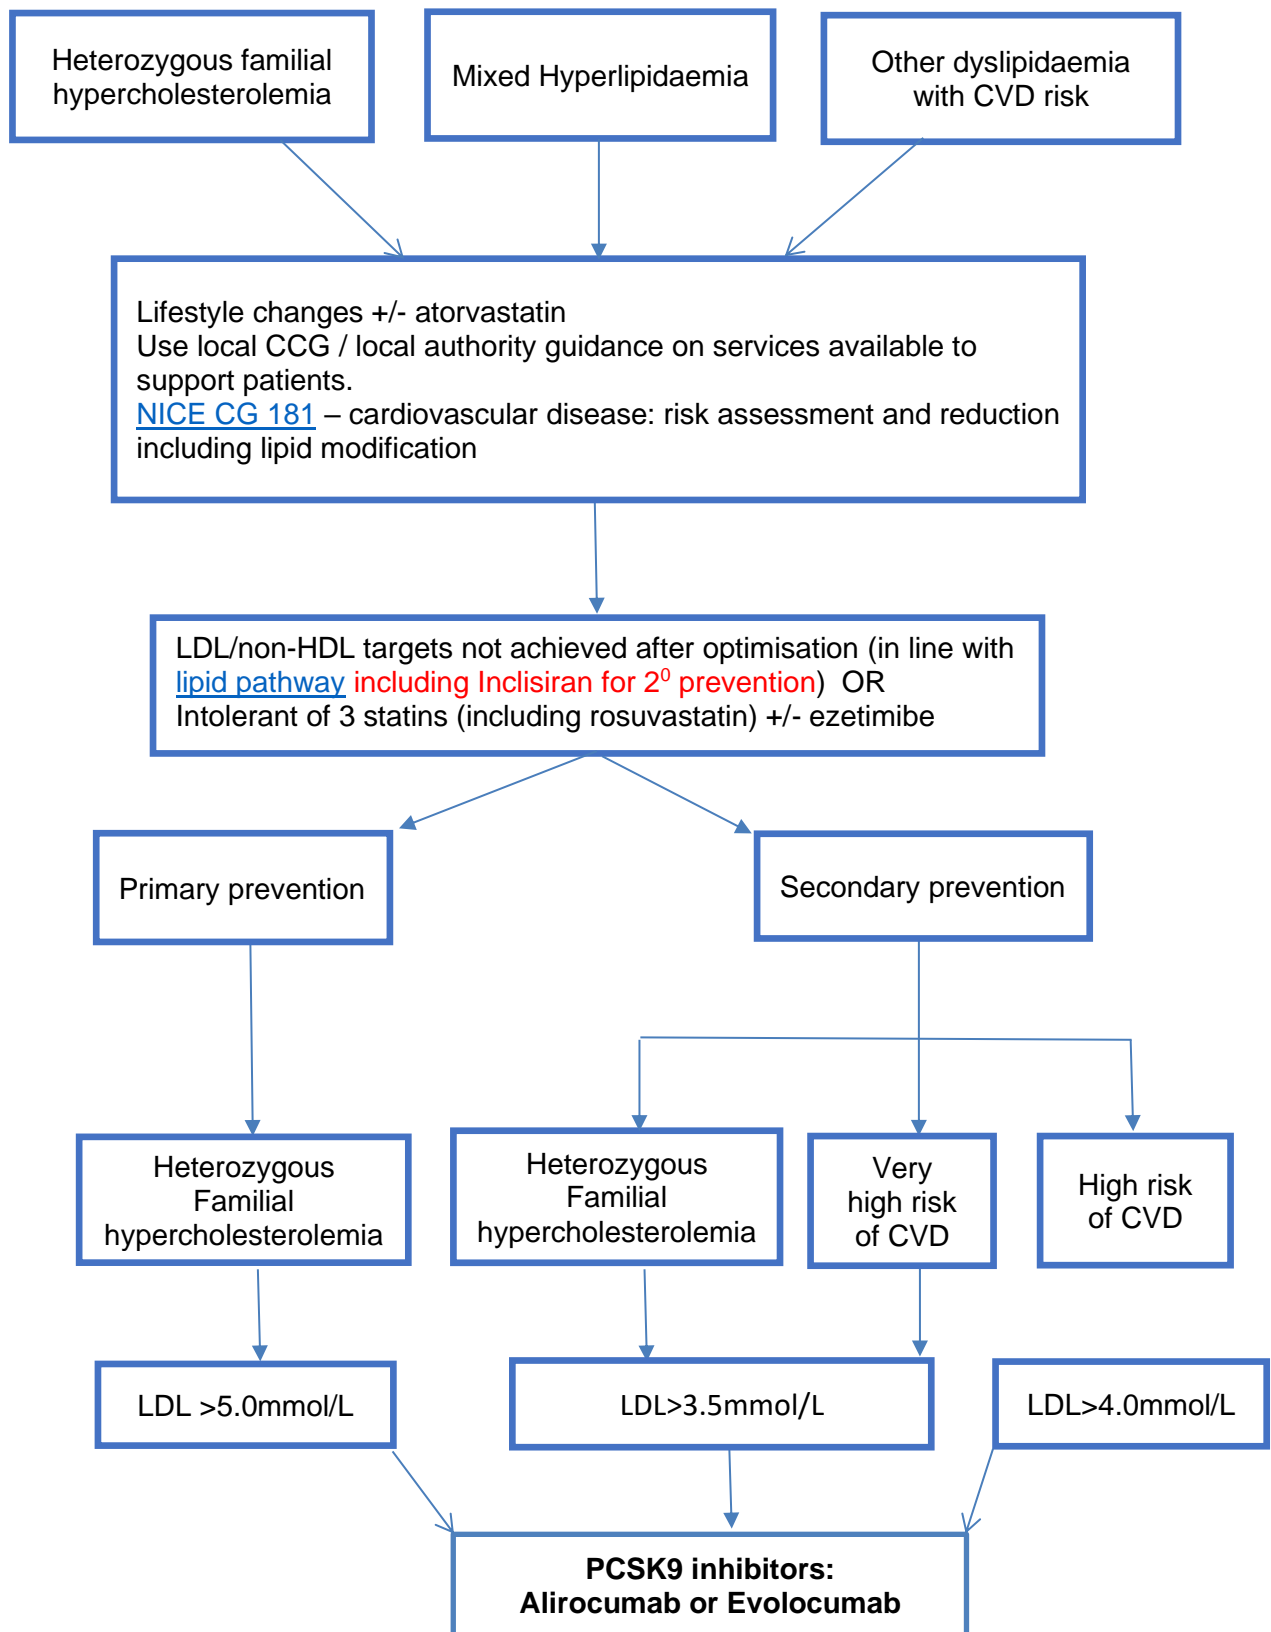 Heterozygous familial
hypercholesterolemia
Mixed Hyperlipidaemia
Other dyslipidaemia
with CVD risk
Lifestyle changes +/- atorvastatin
Use local CCG / local authority guidance on services available to
support patients.
NICE CG 181 – cardiovascular disease: risk assessment and reduction
including lipid modification
LDL/non-HDL targets not achieved after optimisation (in line with
lipid pathway including Inclisiran for 2⁰ prevention)  OR
Intolerant of 3 statins (including rosuvastatin) +/- ezetimibe
Primary prevention
Secondary prevention
Heterozygous
Familial
hypercholesterolemia
Heterozygous
Familial
hypercholesterolemia
Very
high risk
of CVD
High risk
of CVD
LDL >5.0mmol/L
LDL>3.5mmol/L
LDL>4.0mmol/L
PCSK9 inhibitors:
Alirocumab or Evolocumab